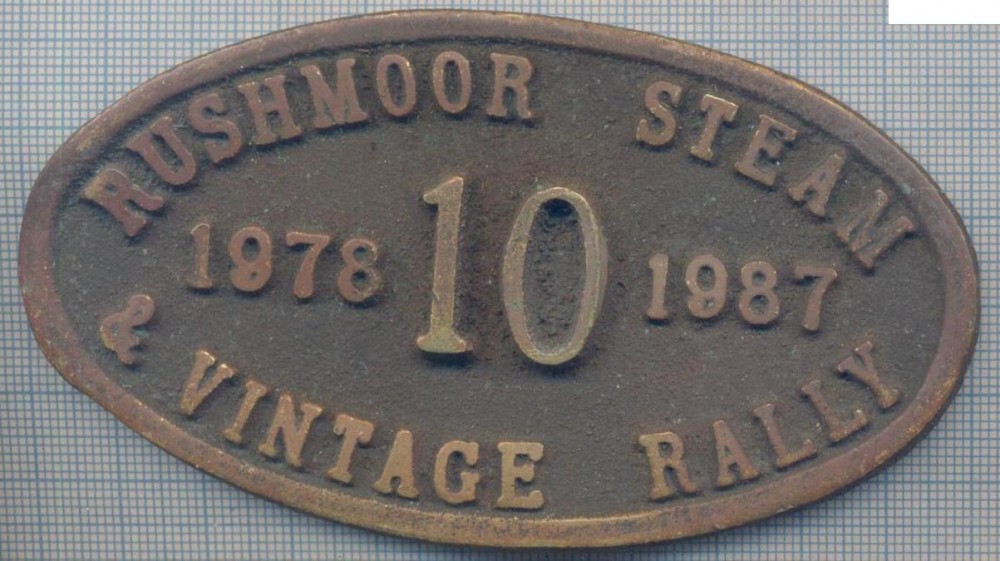 RUSHMOOR STEAM
1978 10 1987
& VINTAGE RALLY